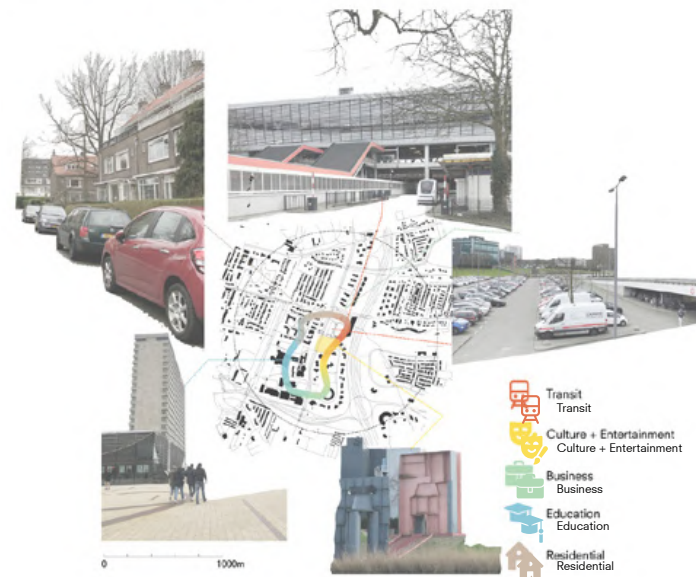 Transit
Transit
Culture + Entertainment
Culture + Entertainment
Business
Business
Education
Education
Residential
Residential
0 1000m